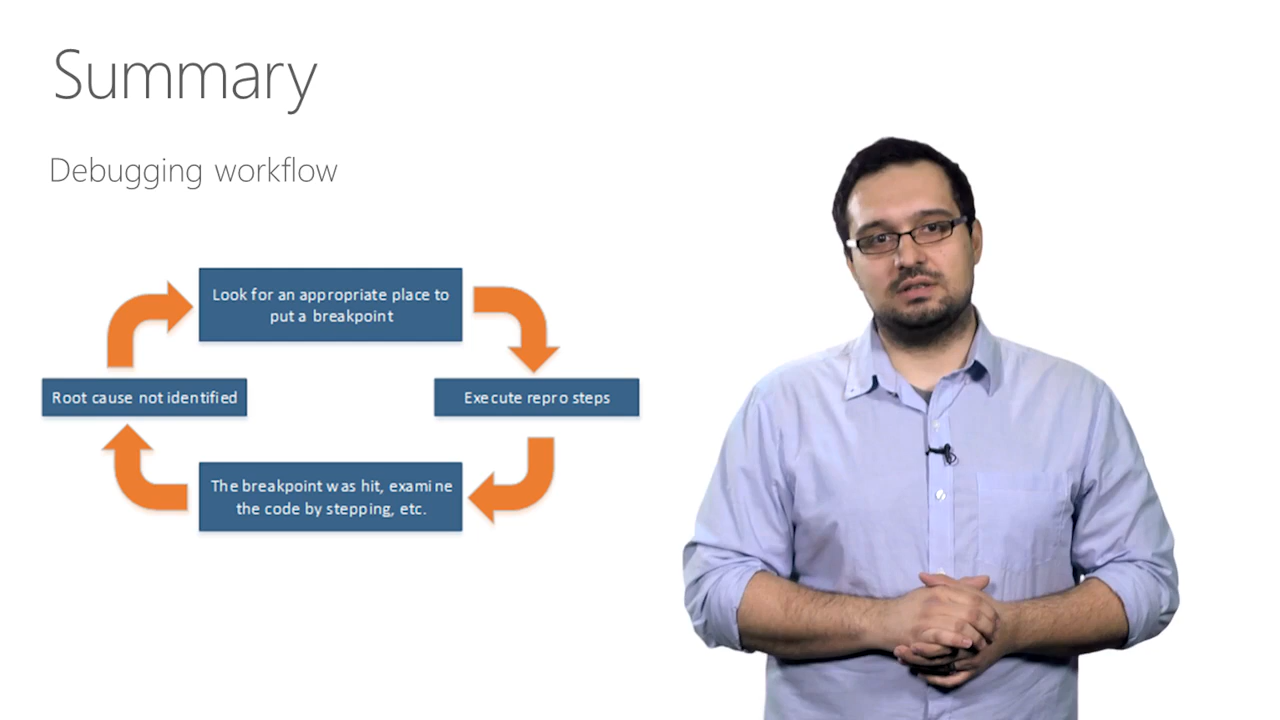 Summary
Debugging workflow
Look for an appropriate place to
put a breakpoint
Root cause not identified
Execute repro steps
The breakpoint was hit, examine
the code by stepping, etc.